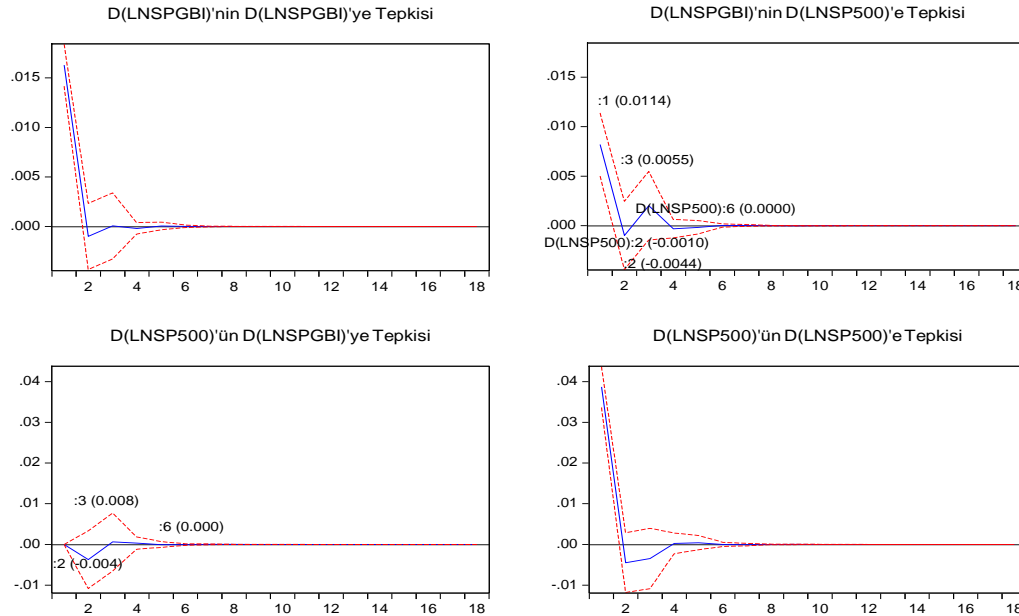 D(LNSPGBI)'nin D(LNSPGBI)'ye Tepkisi
.015
.010
.005
.000
2 4 6 8 10 12 14 16 18
D(LNSPGBI)'nin D(LNSP500)'e Tepkisi
.015
:1 (0.0114)
.010
:3 (0.0055)
.005
D(LNSP500):6 (0.0000)
.000
D(LNSP500):2 (-0.0010)
:2 (-0.0044)
2 4 6 8 10 12 14 16 18
D(LNSP500)'ün D(LNSPGBI)'ye Tepkisi
.04
.03
.02
.01
:3 (0.008)
:6 (0.000)
.00
:2 (-0.004)
-.01
2 4 6 8 10 12 14 16 18
D(LNSP500)'ün D(LNSP500)'e Tepkisi
.04
.03
.02
.01
.00
-.01
2 4 6 8 10 12 14 16 18